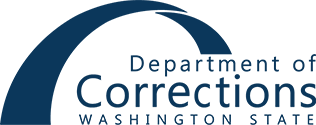 Department of
Corrections
WASHINGTON STATE